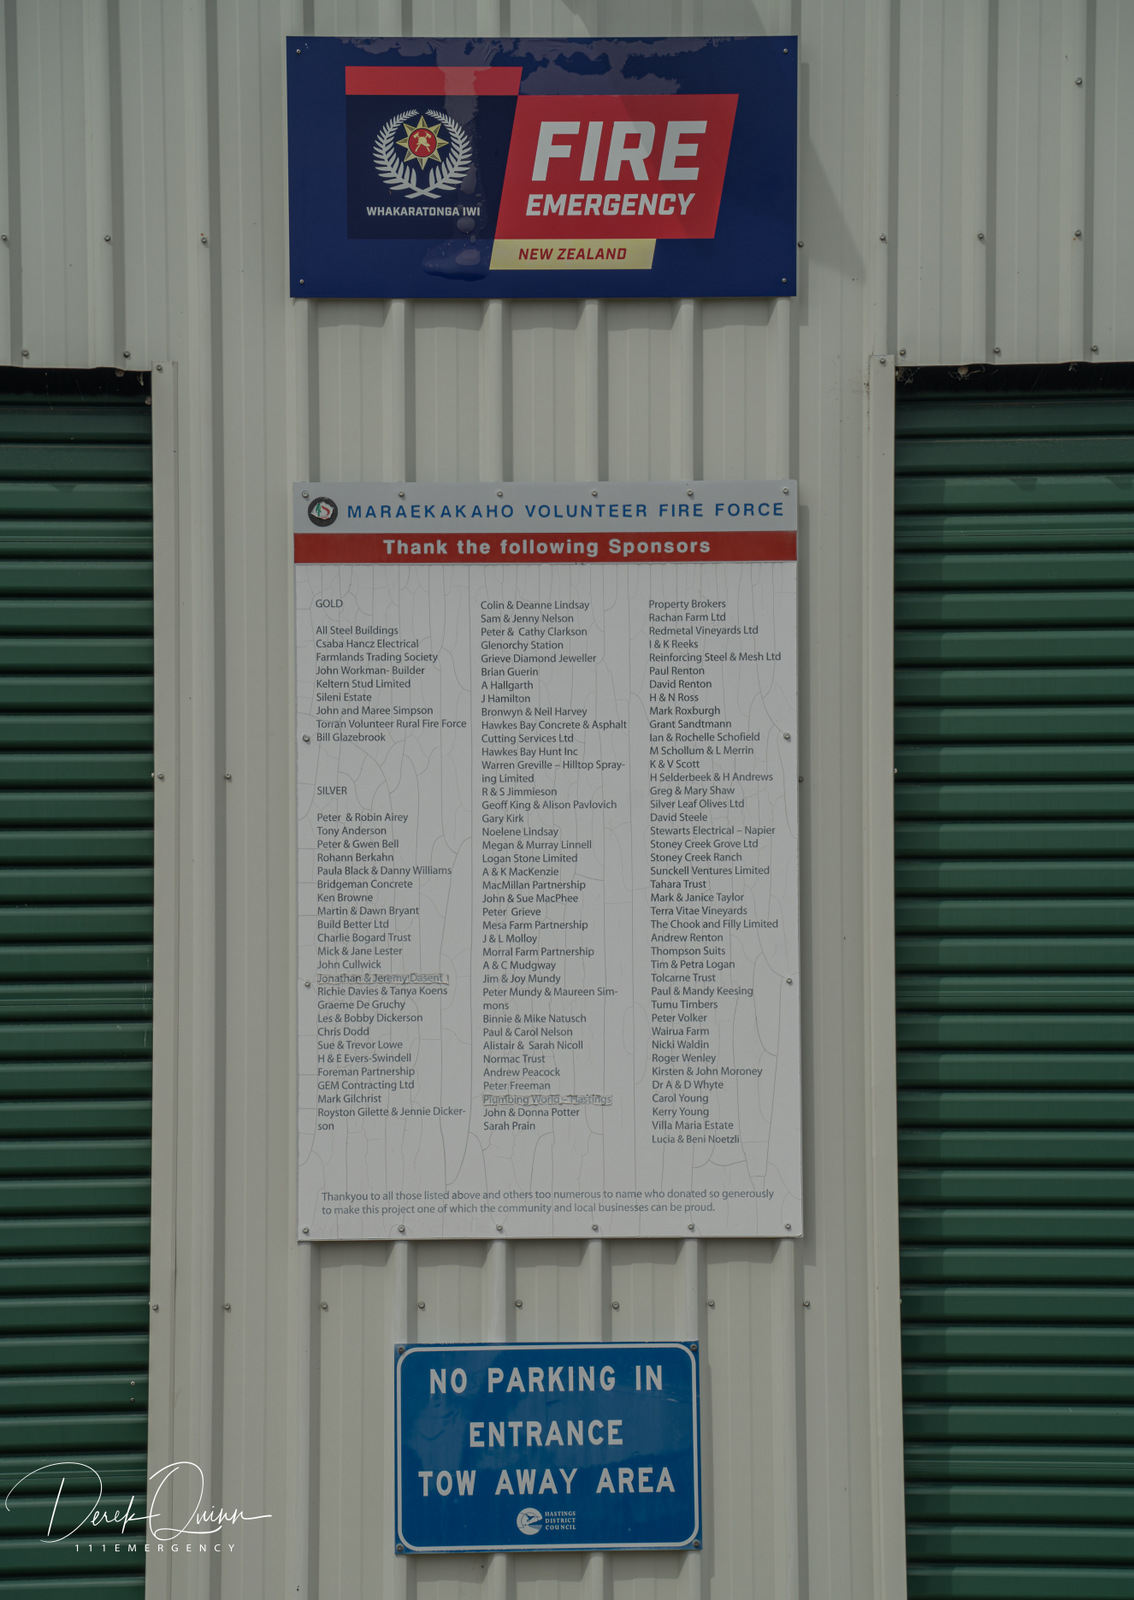 WHAKARATONGA IWI
FIRE
EMERGENCY
NEW ZEALAND
MARAEKAKAHO VOLUNTEER FIRE FORCE
Thank the following Sponsors
GOLD
All Steel Buildings
Csaba Hancz Electrical
Farmlands Trading Society
John Workman- Builder
Keltern Stud Limited
Sileni Estate
John and Maree Simpson
Torran Volunteer Rural Fire Force
Bill Glazebrook
SILVER
Peter & Robin Airey
Tony Anderson
Peter & Gwen Bell
Rohann Berkahn
Paula Black & Danny Williams
Bridgeman Concrete
Ken Browne
Martin & Dawn Bryant
Build Better Ltd
Charlie Bogard Trust
Mick & Jane Lester
John Cullwick
Jonathan & Jeremy Dasent
Richie Davies & Tanya Koens
Graeme De Gruchy
Les & Bobby Dickerson
Chris Dodd
Sue & Trevor Lowe
H & E Evers-Swindell
Foreman Partnership
GEM Contracting Ltd
Mark Gilchrist
Royston Gilette & Jennie Dicker-
son
Colin & Deanne Lindsay
Sam & Jenny Nelson
Peter & Cathy Clarkson
Glenorchy Station
Grieve Diamond Jeweller
Brian Guerin
A Hallgarth
J Hamilton
Bronwyn & Neil Harvey
Hawkes Bay Concrete & Asphalt
Cutting Services Ltd
Hawkes Bay Hunt Inc
Warren Greville – Hilltop Spray-
ing Limited
R & S Jimmieson
Geoff King & Alison Pavlovich
Gary Kirk
Noelene Lindsay
Megan & Murray Linnell
Logan Stone Limited
A & K MacKenzie
MacMillan Partnership
John & Sue MacPhee
Peter Grieve
Mesa Farm Partnership
J & L Molloy
Morral Farm Partnership
A & C Mudgway
Jim & Joy Mundy
Peter Mundy & Maureen Sim-
mons
Binnie & Mike Natusch
Paul & Carol Nelson
Alistair & Sarah Nicoll
Normac Trust
Andrew Peacock
Peter Freeman
Plumbing World – Hastings
John & Donna Potter
Sarah Prain
Property Brokers
Rachan Farm Ltd
Redmetal Vineyards Ltd
I & K Reeks
Reinforcing Steel & Mesh Ltd
Paul Renton
David Renton
H & N Ross
Mark Roxburgh
Grant Sandtmann
Ian & Rochelle Schofield
M Schollum & L Merrin
K & V Scott
H Selderbeek & H Andrews
Greg & Mary Shaw
Silver Leaf Olives Ltd
David Steele
Stewarts Electrical – Napier
Stoney Creek Grove Ltd
Stoney Creek Ranch
Sunckell Ventures Limited
Tahara Trust
Mark & Janice Taylor
Terra Vitae Vineyards
The Chook and Filly Limited
Andrew Renton
Thompson Suits
Tim & Petra Logan
Tolcarne Trust
Paul & Mandy Keesing
Tumu Timbers
Peter Volker
Wairua Farm
Nicki Waldin
Roger Wenley
Kirsten & John Moroney
Dr A & D Whyte
Carol Young
Kerry Young
Villa Maria Estate
Lucia & Beni Noetzli
Thankyou to all those listed above and others too numerous to name who donated so generously
to make this project one of which the community and local businesses can be proud.
NO PARKING IN
ENTRANCE
TOW AWAY AREA
HASTINGS
DISTRICT
COUNCIL
Derek Quinn
111EMERGENCY